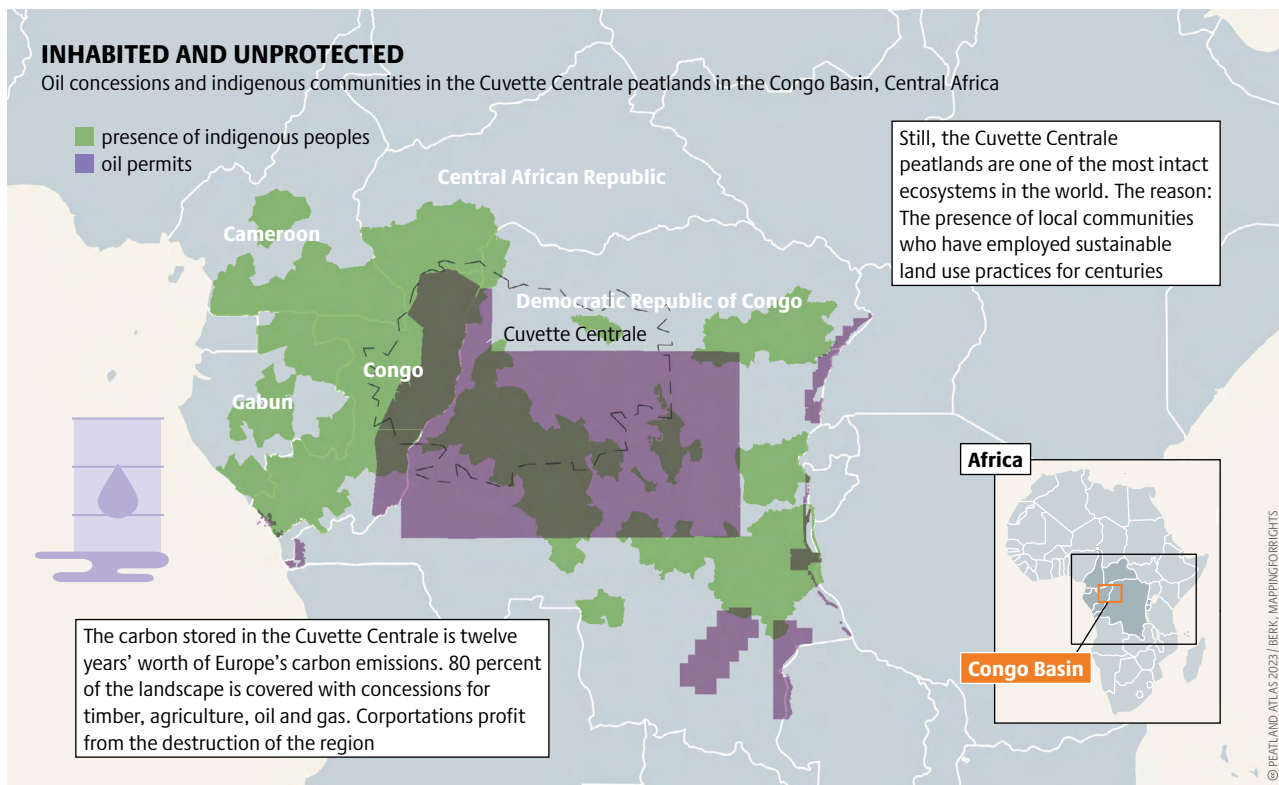 INHABITED AND UNPROTECTED
Oil concessions and indigenous communities in the Cuvette Centrale peatlands in the Congo Basin, Central Africa
presence of indigenous peoples
oil permits
Still, the Cuvette Centrale
peatlands are one of the most intact
ecosystems in the world. The reason:
The presence of local communities
who have employed sustainable
land use practices for centuries
Central African Republic
Cameroon
Democratic Republic of Congo
Cuvette Centrale
Congo
Gabun
Africa
Congo Basin
The carbon stored in the Cuvette Centrale is twelve
years’ worth of Europe’s carbon emissions. 80 percent
of the landscape is covered with concessions for
timber, agriculture, oil and gas. Corportations profit
from the destruction of the region
🄯 PEATLAND ATLAS 2023/ BERK, MAPPINGFORRIGHTS